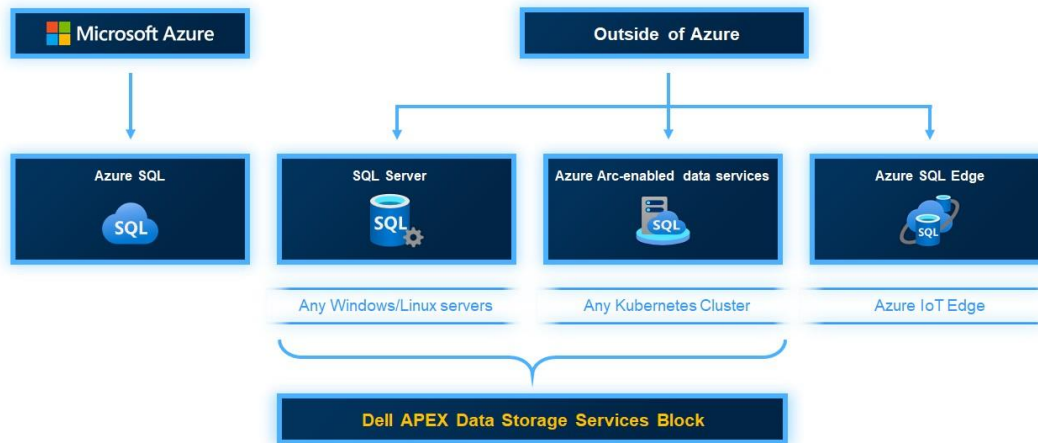 Microsoft Azure
Outside of Azure
Azure SQL
SQL
SQL Server
SQL
Azure Arc-enabled data services
SQL
Azure SQL Edge
SQL
Any Windows/Linux servers
Any Kubernetes Cluster
Azure IoT Edge
Dell APEX Data Storage Services Block